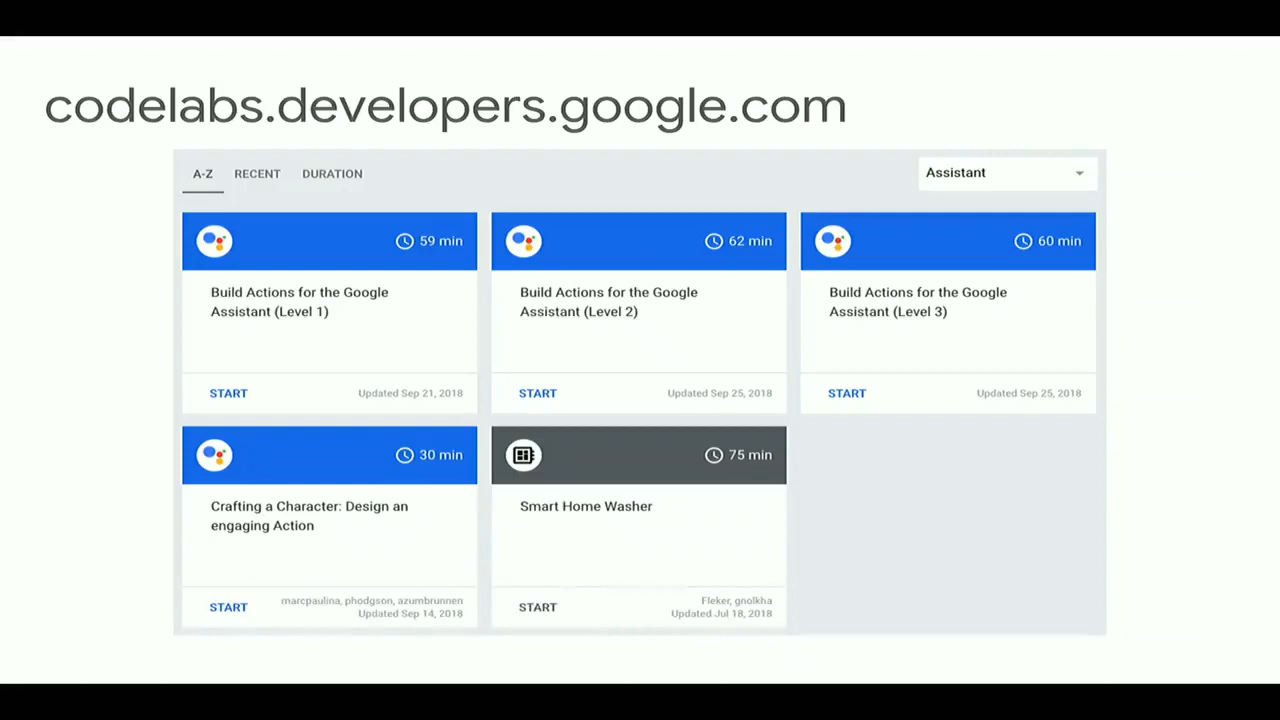 codelabs.developers.google.com
A-Z RECENT DURATION Assistant
59 min
Build Actions for the Google
Assistant (Level 1)
START Updated Sep 21, 2018
62 min
Build Actions for the Google
Assistant (Level 2)
START Updated Sep 25, 2018
60 min
Build Actions for the Google
Assistant (Level 3)
START Updated Sep 25, 2018
30 min
Crafting a Character: Design an
engaging Action
marcpaulina, phodgson, azumbrunnen
START Updated Sep 14, 2018
75 min
Smart Home Washer
Fleker, gnolkha
START Updated Jul 18, 2018